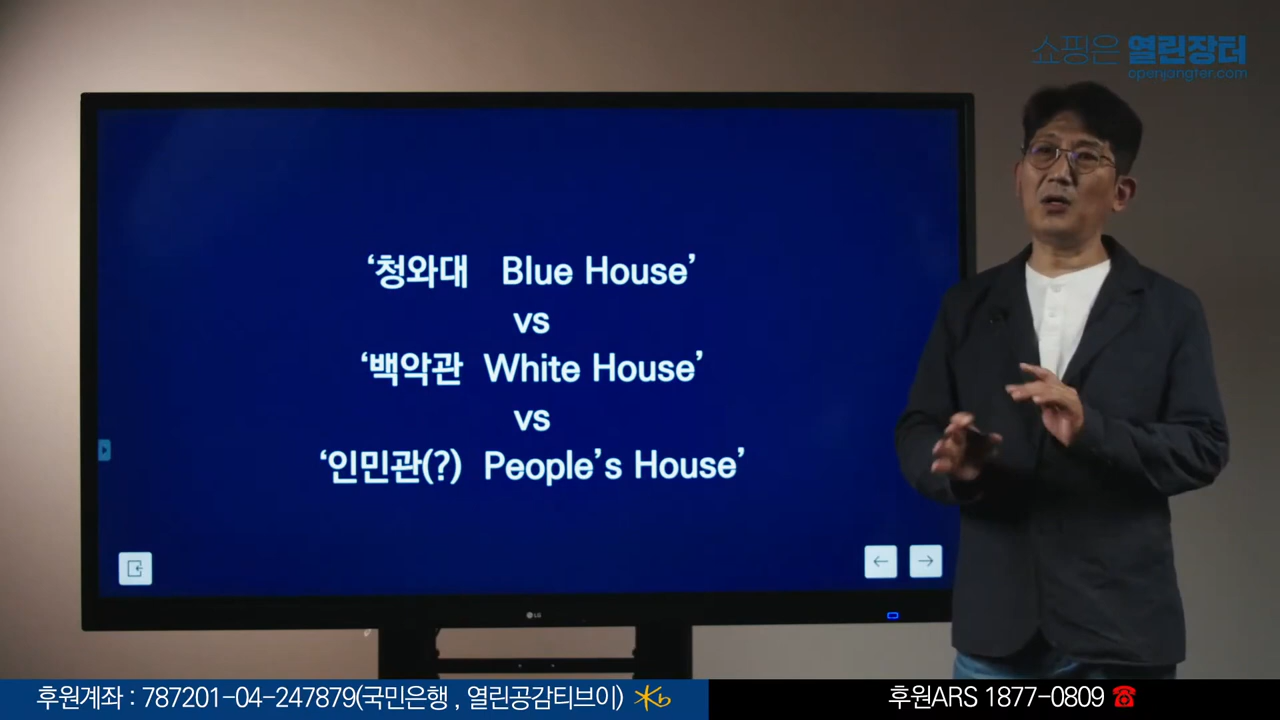 쇼핑은 열린장터
openjangter.com
‘청와대 Blue House’
vs
‘백악관 White House’
vs
‘인민관(?) People’s House’
LG
후원계좌 : 787201-04-247879(국민은행 , 열린공감티브이)
후원ARS 1877-0809